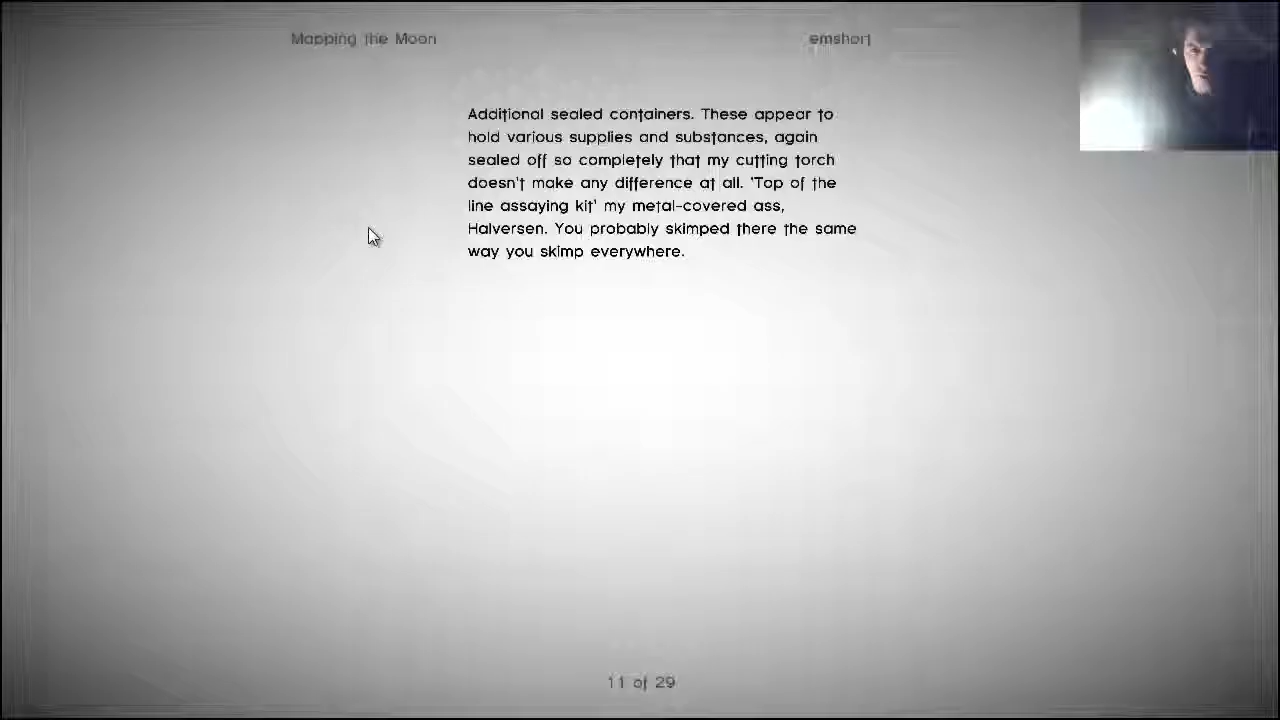 Mapping the Moon
emshort
Additional sealed containers. These appear to
hold various supplies and substances, again
sealed off so completely that my cutting torch
doesn't make any difference at all. 'Top of the
line assaying kit' my metal-covered ass,
Halversen. You probably skimped there the same
way you skimp everywhere.
11 of 29